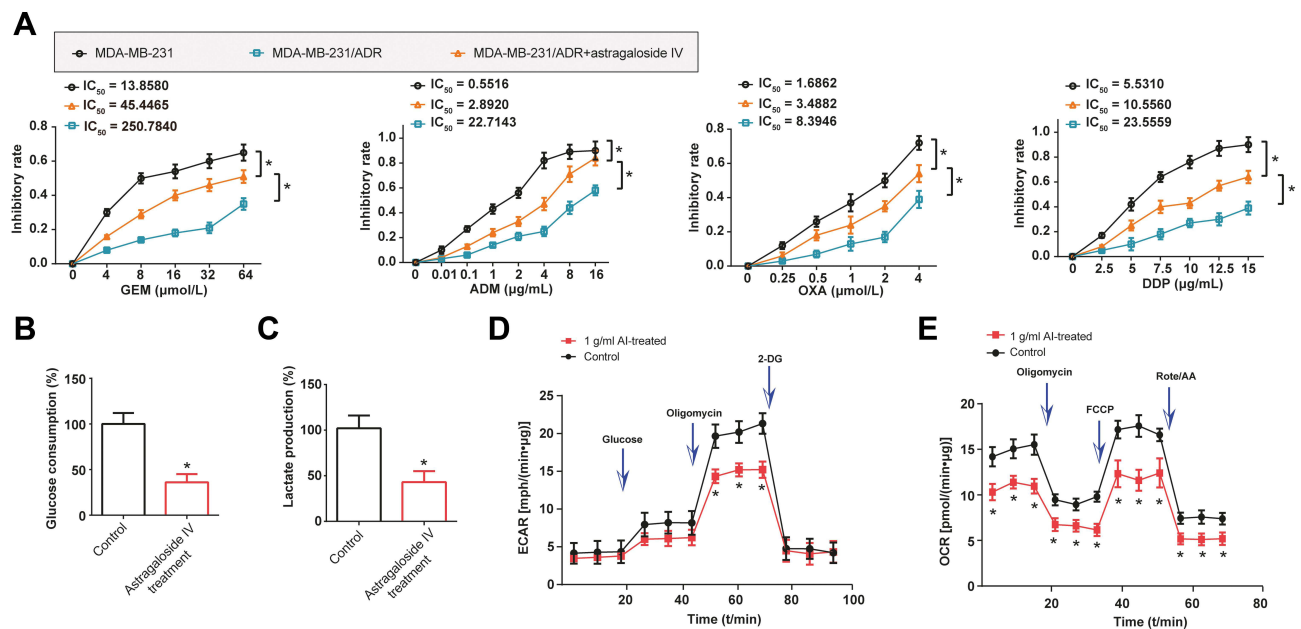 A
MDA-MB-231
MDA-MB-231/ADR
MDA-MB-231/ADR+astragaloside IV
IC50 = 13.8580
IC50 = 45.4465
IC50 = 250.7840
Inhibitory rate
0.8
0.6
0.4
0.2
0.0
0 4 8 16 32 64
GEM (μmol/L)
*
*
IC50 = 0.5516
IC50 = 2.8920
IC50 = 22.7143
Inhibitory rate
1.0
0.8
0.6
0.4
0.2
0.0
0 0.01 0.1 1 2 4 8 16
ADM (μg/mL)
*
*
IC50 = 1.6862
IC50 = 3.4882
IC50 = 8.3946
Inhibitory rate
0.8
0.6
0.4
0.2
0.0
0 0.25 0.5 1 2 4
OXA (μmol/L)
*
*
IC50 = 5.5310
IC50 = 10.5560
IC50 = 23.5559
Inhibitory rate
1.0
0.8
0.6
0.4
0.2
0.0
0 2.5 5 7.5 10 12.5 15
DDP (μg/mL)
*
*
B
Glucose consumption (%)
150
100
50
0
*
Control
Astragaloside IV
treatment
C
Lactate production (%)
150
100
50
0
*
Control
Astragaloside IV
treatment
D
1 g/ml AI-treated
Control
Glucose
Oligomycin
2-DG
ECAR [mph/(min•μg)]
25
20
15
10
5
0
* * *
20 40 60 80 100
Time (t/min)
E
1 g/ml AI-treated
Control
Oligomycin
FCCP
Rote/AA
OCR [pmol/(min•μg)]
20
15
10
5
0
* * * * * * * * * * * *
0 20 40 60 80
Time (t/min)